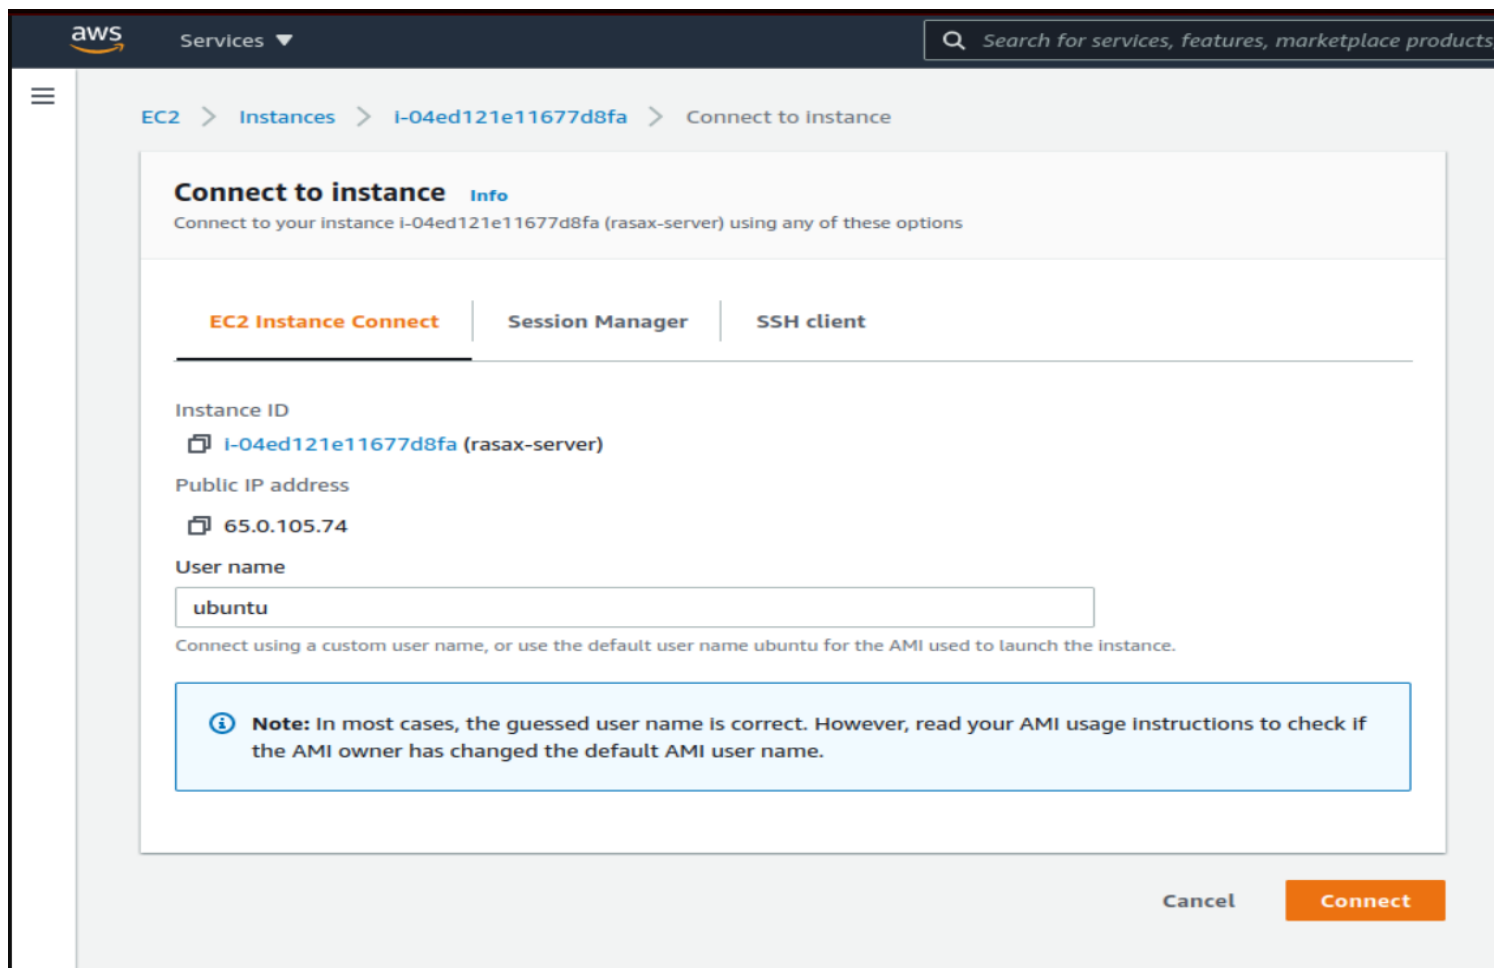 aws Services Search for services, features, marketplace products,
EC2 Instances i-04ed121e11677d8fa Connect to instance
Connect to instance Info
Connect to your instance i-04ed121e11677d8fa (rasax-server) using any of these options
EC2 Instance Connect Session Manager SSH client
Instance ID
i-04ed121e11677d8fa (rasax-server)
Public IP address
65.0.105.74
User name
ubuntu
Connect using a custom user name, or use the default user name ubuntu for the AMI used to launch the instance.
Note: In most cases, the guessed user name is correct. However, read your AMI usage instructions to check if
the AMI owner has changed the default AMI user name.
Cancel Connect